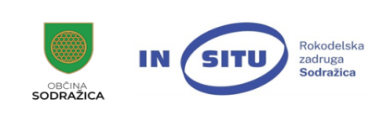 OBČINA
SODRAŽICA
IN SITU
Rokodelska
zadruga
Sodražica